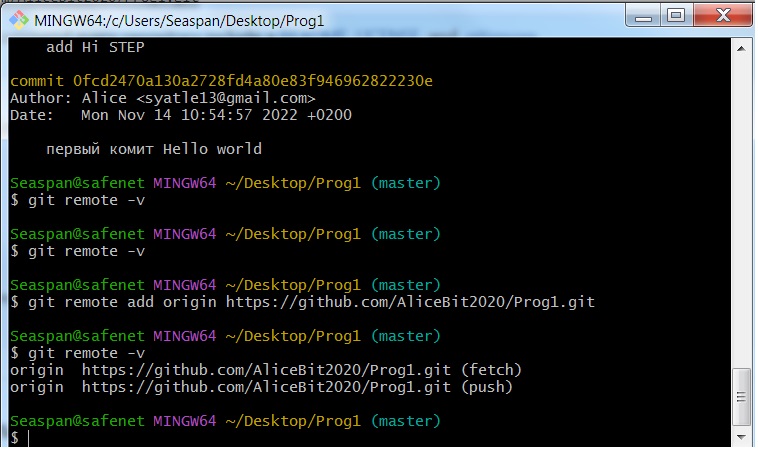 MINGW64:/c/Users/Seaspan/Desktop/Prog1
add Hi STEP
commit 0fcd2470a130a2728fd4a80e83f946962822230e
Author: Alice <syatle13@gmail.com>
Date:   Mon Nov 14 10:54:57 2022 +0200
первый комит Hello world
Seaspan@safenet MINGW64 ~/Desktop/Prog1 (master)
$ git remote -v
Seaspan@safenet MINGW64 ~/Desktop/Prog1 (master)
$ git remote -v
Seaspan@safenet MINGW64 ~/Desktop/Prog1 (master)
$ git remote add origin https://github.com/AliceBit2020/Prog1.git
Seaspan@safenet MINGW64 ~/Desktop/Prog1 (master)
$ git remote -v
origin  https://github.com/AliceBit2020/Prog1.git (fetch)
origin  https://github.com/AliceBit2020/Prog1.git (push)
Seaspan@safenet MINGW64 ~/Desktop/Prog1 (master)
$